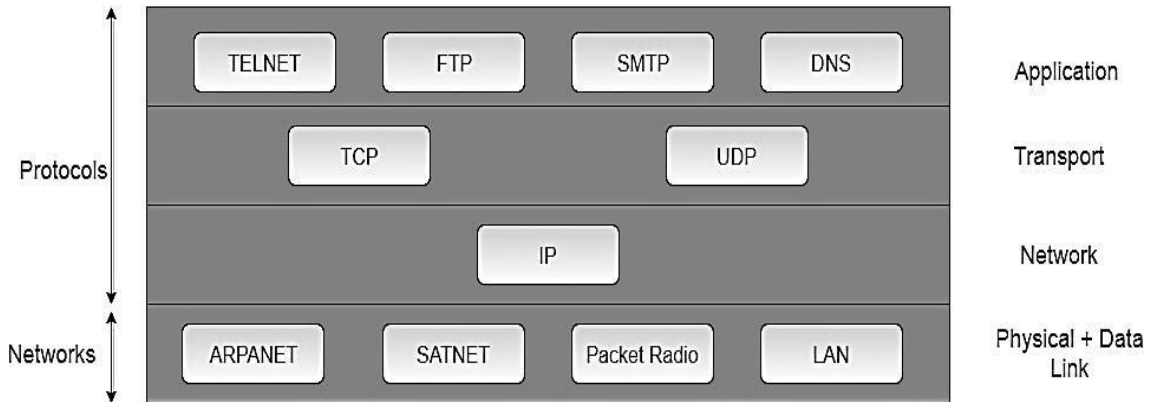 TELNET FTP SMTP DNS Application
TCP UDP Transport
Protocols
IP Network
ARPANET SATNET Packet Radio LAN Physical + Data
Networks Link